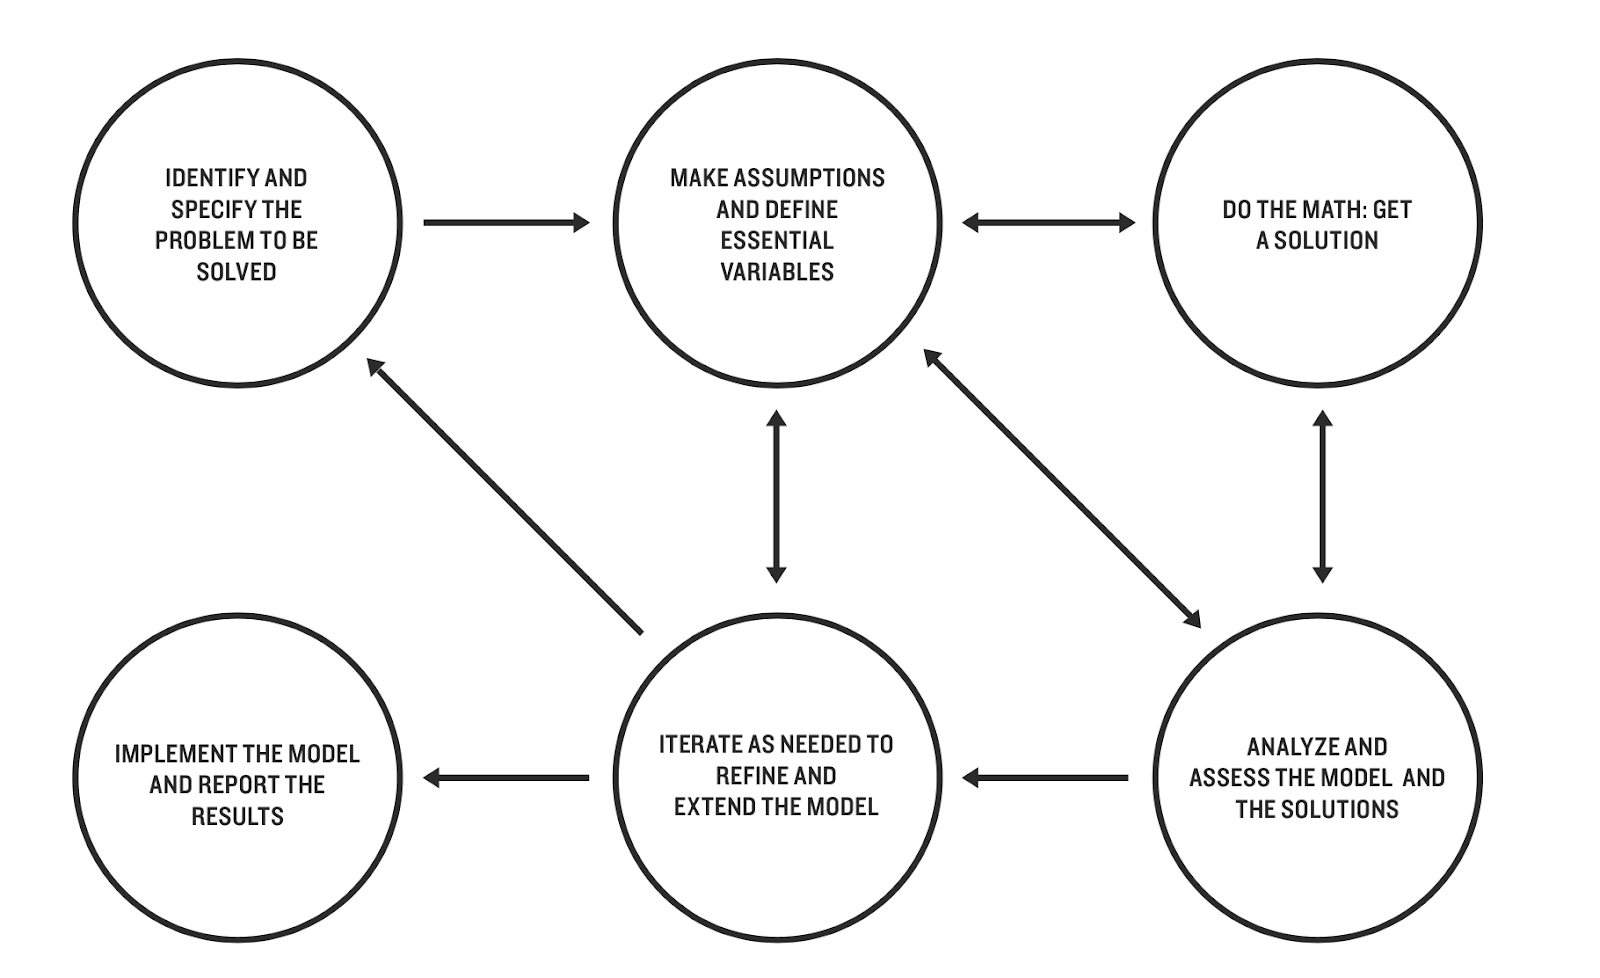 IDENTIFY AND
SPECIFY THE
PROBLEM TO BE
SOLVED
MAKE ASSUMPTIONS
AND DEFINE
ESSENTIAL
VARIABLES
DO THE MATH: GET
A SOLUTION
IMPLEMENT THE MODEL
AND REPORT THE
RESULTS
ITERATE AS NEEDED TO
REFINE AND
EXTEND THE MODEL
ANALYZE AND
ASSESS THE MODEL AND
THE SOLUTIONS